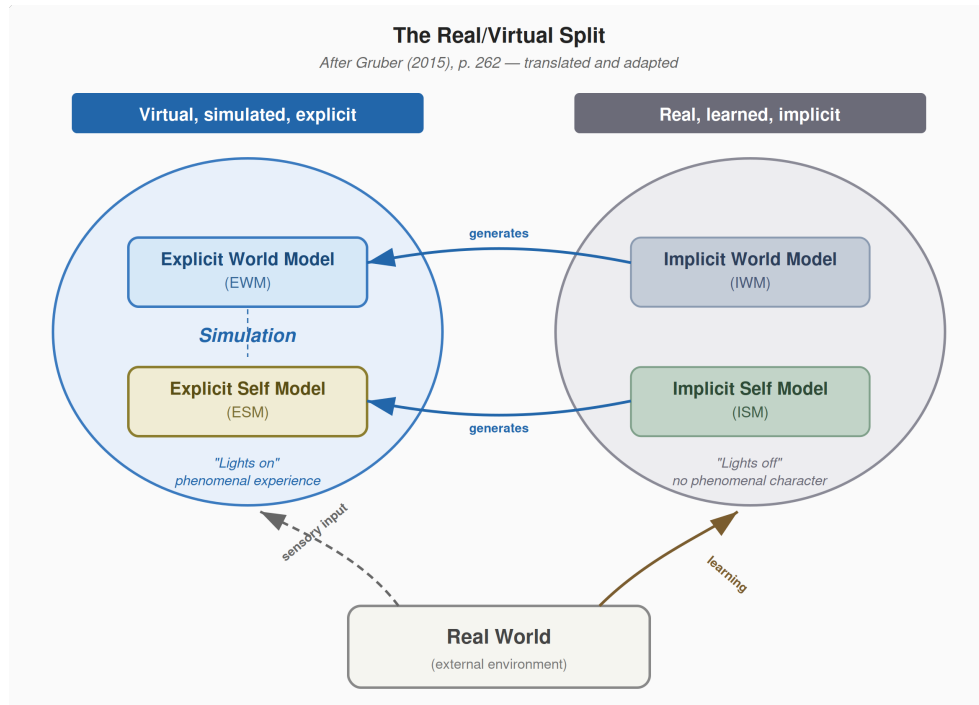 The Real/Virtual Split
After Gruber (2015), p. 262 — translated and adapted
Virtual, simulated, explicit
Real, learned, implicit
generates
Explicit World Model
(EWM)
Implicit World Model
(IWM)
Simulation
Explicit Self Model
(ESM)
Implicit Self Model
(ISM)
generates
"Lights on"
phenomenal experience
"Lights off"
no phenomenal character
sensory input
learning
Real World
(external environment)